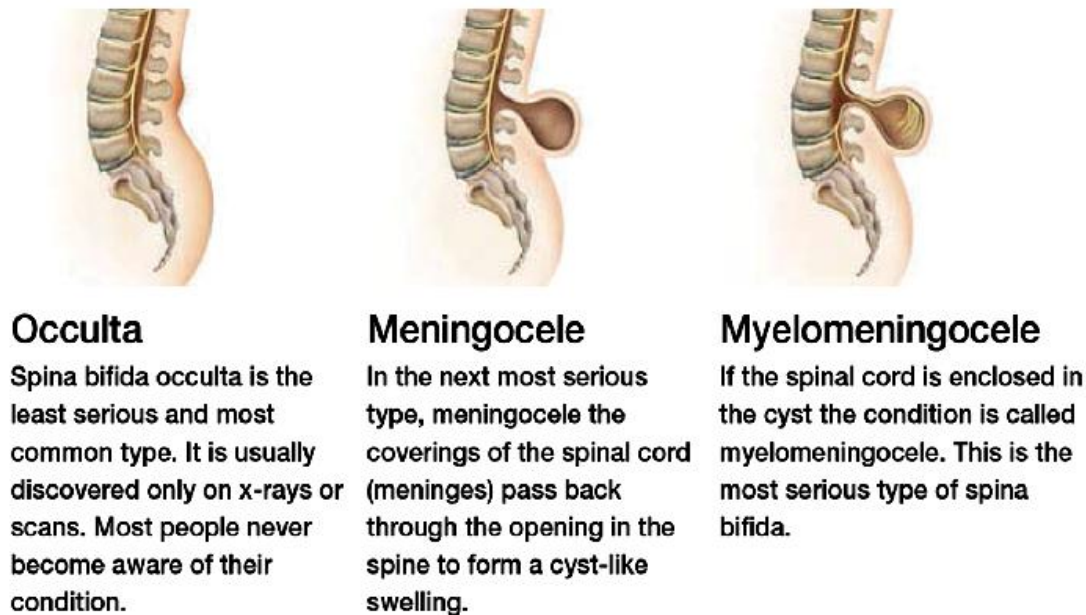 Occulta
Spina bifida occulta is the
least serious and most
common type. It is usually
discovered only on x-rays or
scans. Most people never
become aware of their
condition.
Meningocele
In the next most serious
type, meningocele the
coverings of the spinal cord
(meninges) pass back
through the opening in the
spine to form a cyst-like
swelling.
Myelomeningocele
If the spinal cord is enclosed in
the cyst the condition is called
myelomeningocele. This is the
most serious type of spina
bifida.